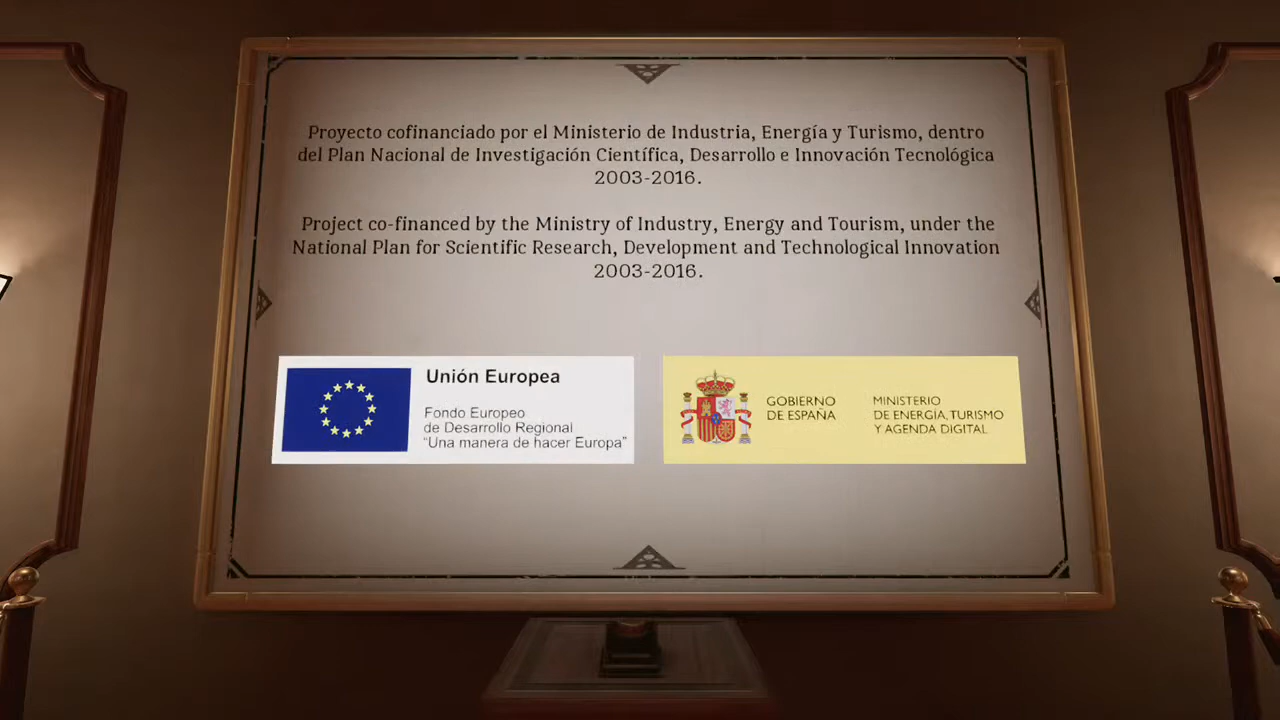 Proyecto cofinanciado por el Ministerio de Industria, Energía y Turismo, dentro
del Plan Nacional de Investigación Científica, Desarrollo e Innovación Tecnológica
2003-2016.
Project co-financed by the Ministry of Industry, Energy and Tourism, under the
National Plan for Scientific Research, Development and Technological Innovation
2003-2016.
Unión Europea
Fondo Europeo
de Desarrollo Regional
“Una manera de hacer Europa”
GOBIERNO
DE ESPAÑA
MINISTERIO
DE ENERGÍA, TURISMO
Y AGENDA DIGITAL